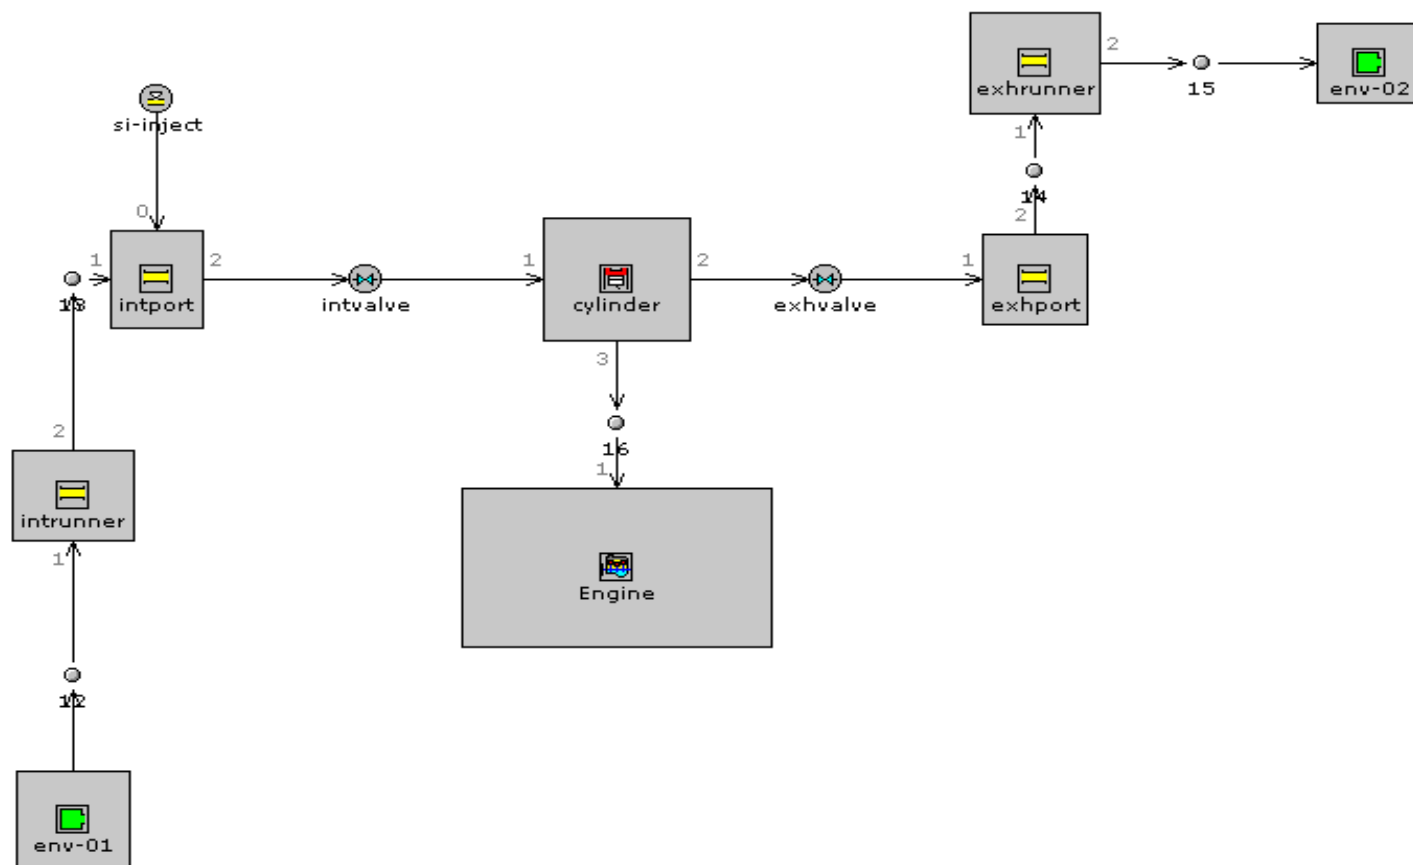 2
exhrunner
15
env-02
1
14
2
si-inject
0
1
13
intport
2
intvalve
1
cylinder
2
exhvalve
1
exhport
3
16
1
Engine
2
intrunner
1
12
env-01